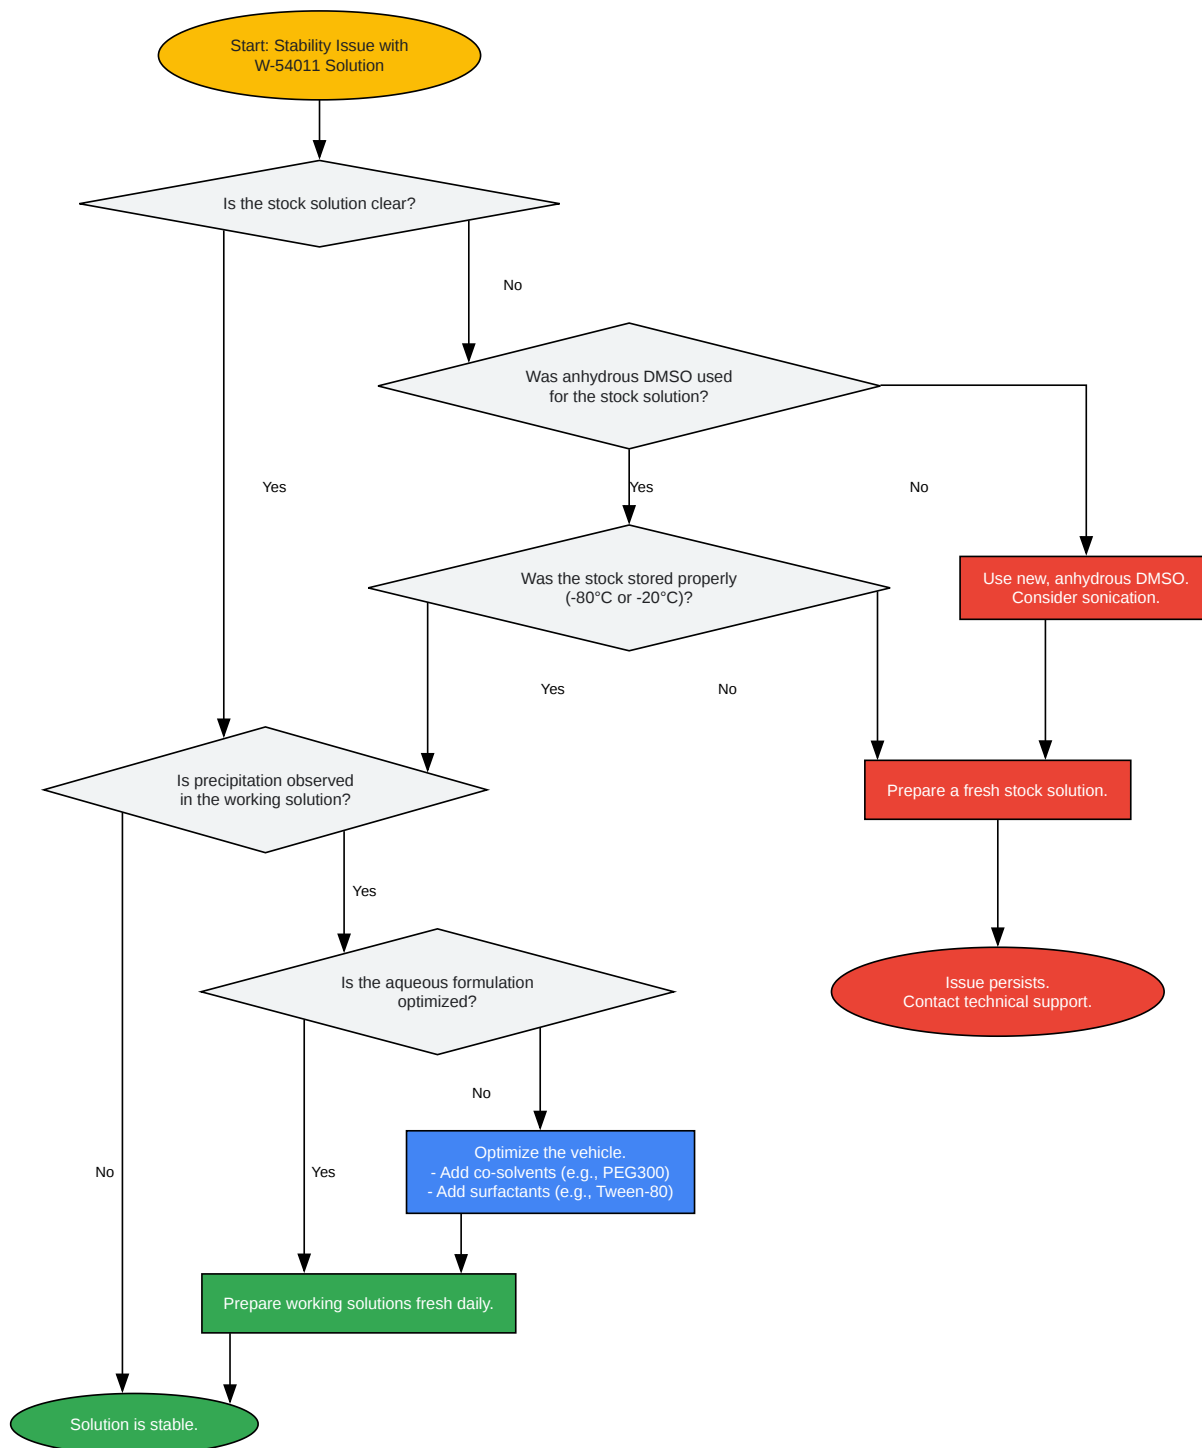 Start: Stability Issue with
W-54011 Solution
Is the stock solution clear?
No
Was anhydrous DMSO used
for the stock solution?
Yes
Yes
No
Was the stock stored properly
(-80°C or -20°C)?
Use new, anhydrous DMSO.
Consider sonication.
Yes
No
Is precipitation observed
in the working solution?
Prepare a fresh stock solution.
Yes
Is the aqueous formulation
optimized?
Issue persists.
Contact technical support.
No
Optimize the vehicle.
- Add co-solvents (e.g., PEG300)
- Add surfactants (e.g., Tween-80)
No
Yes
Prepare working solutions fresh daily.
Solution is stable.